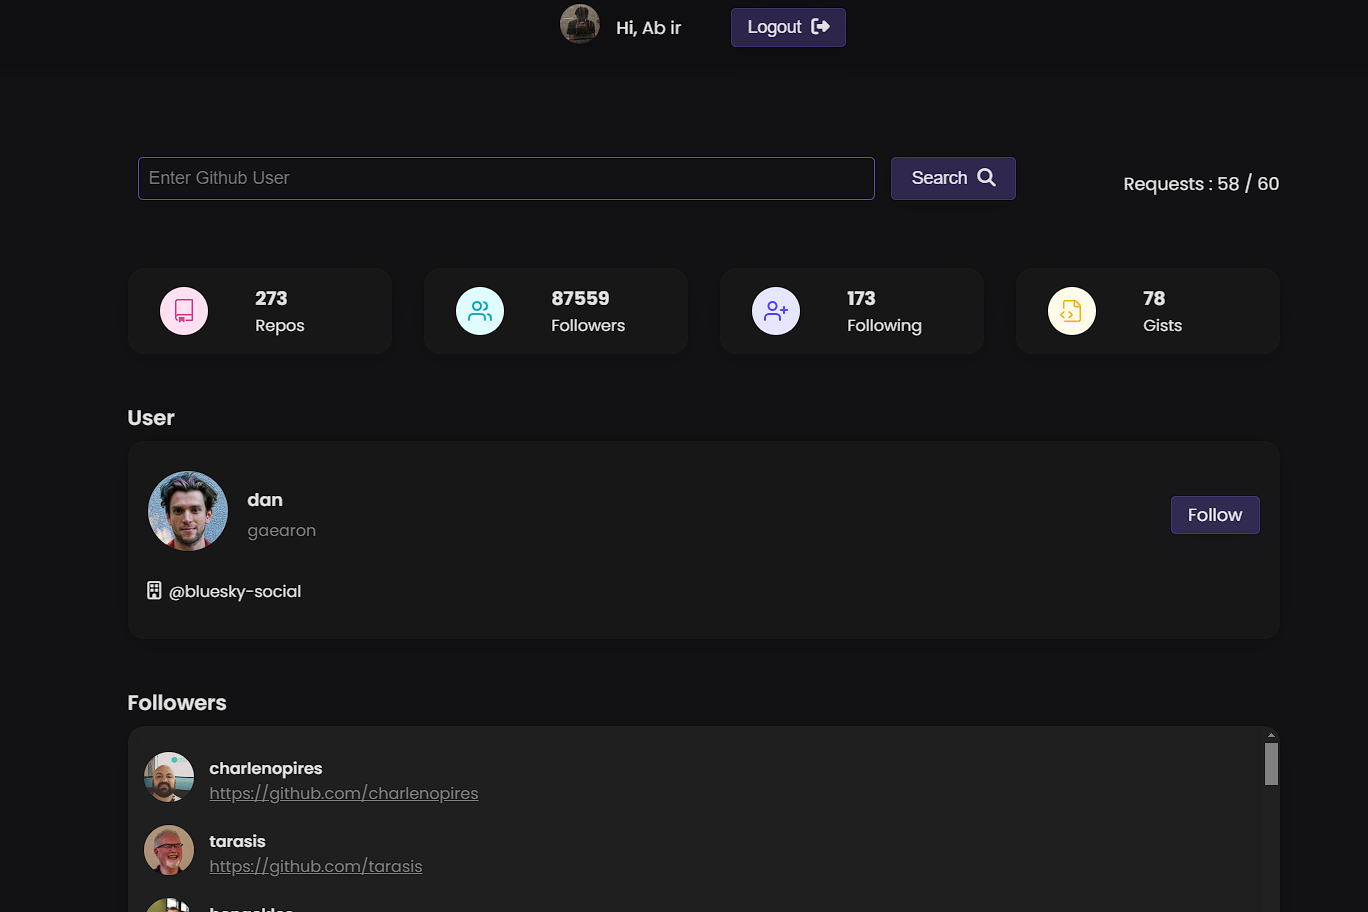 Hi, Ab ir
Logout
Enter Github User
Search
Requests : 58 / 60
273
Repos
87559
Followers
173
Following
78
Gists
User
dan
gaearon
Follow
@bluesky-social
Followers
charlenopires
https://github.com/charlenopires
tarasis
https://github.com/tarasis